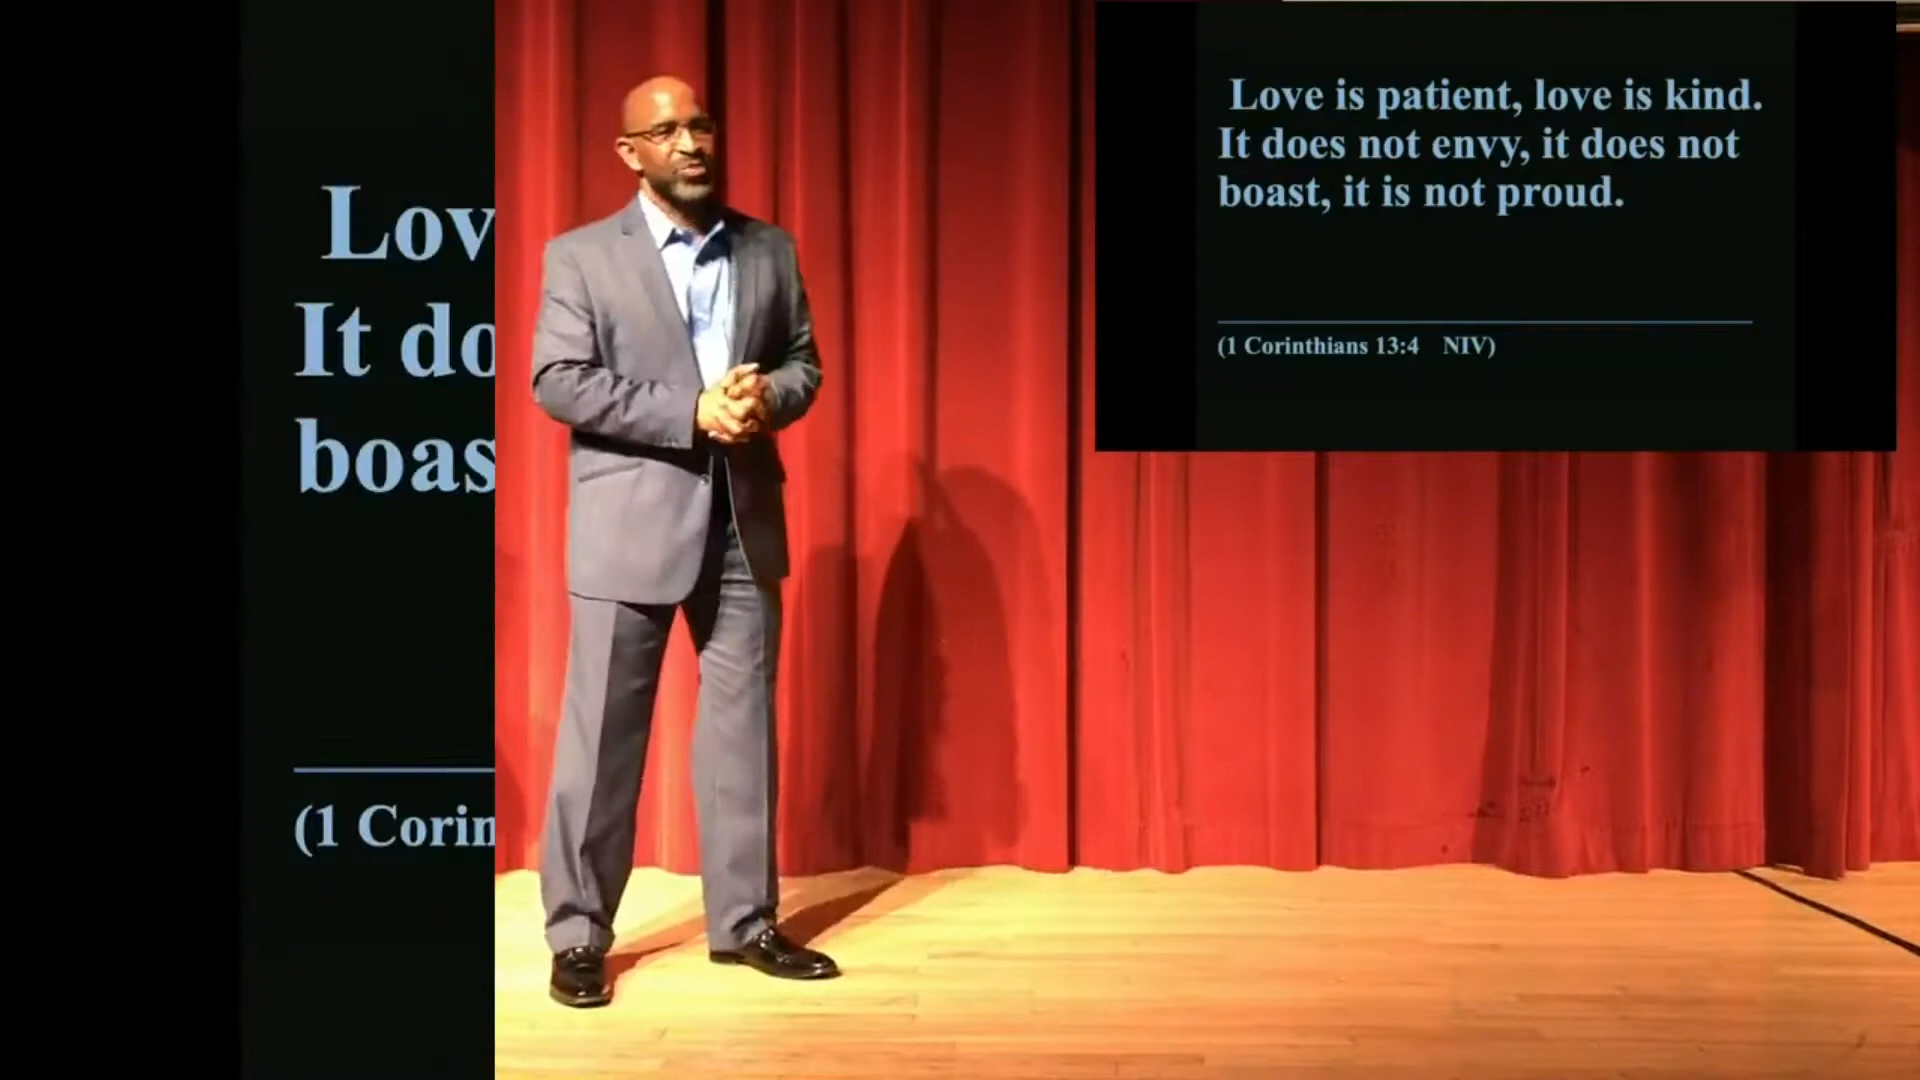 Lov
It do
boas
(1 Corin
Love is patient, love is kind.
It does not envy, it does not
boast, it is not proud.
(1 Corinthians 13:4 NIV)